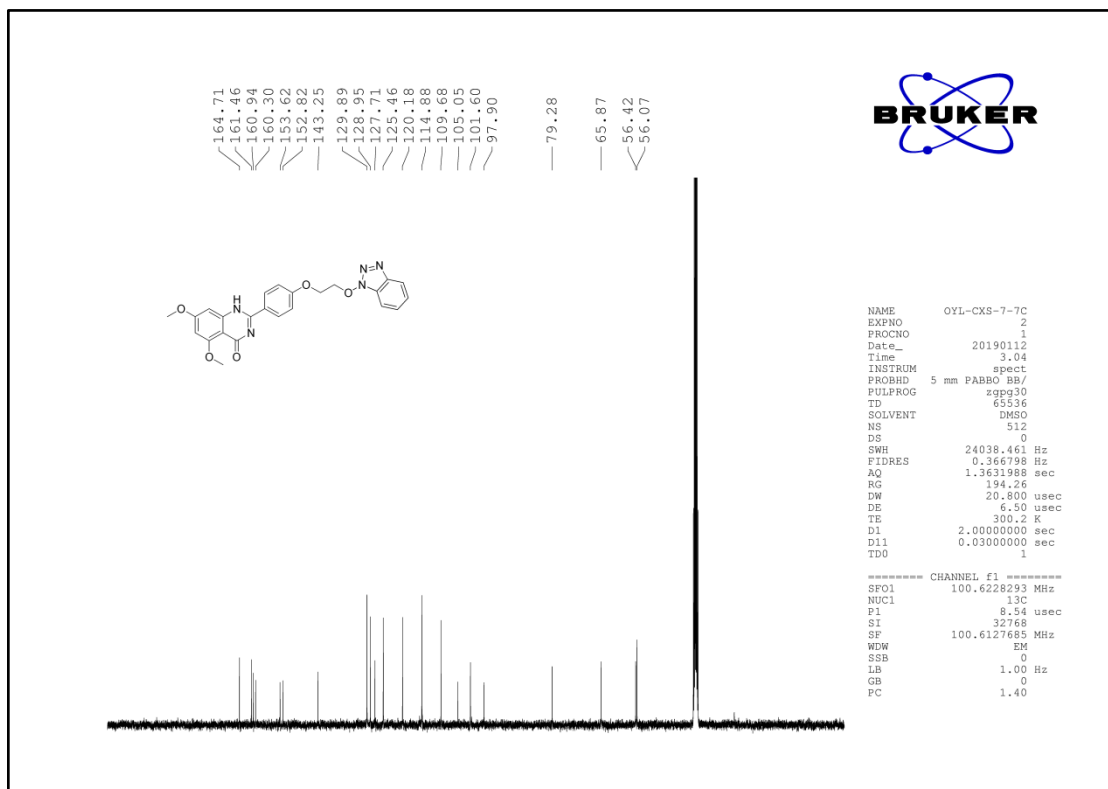 164.71
161.46
160.94
160.30
153.62
152.82
143.25
129.89
128.95
127.71
125.46
120.18
114.88
109.68
105.05
101.60
97.90
79.28
65.87
56.42
56.07
BRUKER
N N
O N
O
H
N
O
N
O
O
NAME OYL-CXS-7-7C
EXPNO 2
PROCNO 1
Date_ 20190112
Time 3.04
INSTRUM spect
PROBHD 5 mm PABBO BB/
PULPROG zgpg30
TD 65536
SOLVENT DMSO
NS 512
DS 0
SWH 24038.461 Hz
FIDRES 0.366798 Hz
AQ 1.3631988 sec
RG 194.26
DW 20.800 usec
DE 6.50 usec
TE 300.2 K
D1 2.00000000 sec
D11 0.03000000 sec
TD0 1
======== CHANNEL f1 ========
SFO1 100.6228293 MHz
NUC1 13C
P1 8.54 usec
SI 32768
SF 100.6127685 MHz
WDW EM
SSB 0
LB 1.00 Hz
GB 0
PC 1.40